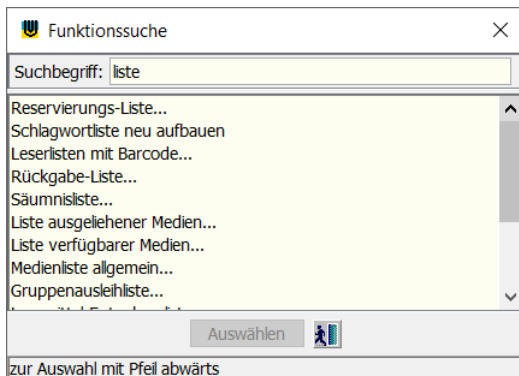 Funktionssuche
Suchbegriff: liste
Reservierungs-Liste...
Schlagwortliste neu aufbauen
Leserlisten mit Barcode...
Rückgabe-Liste...
Säumnisliste...
Liste ausgeliehener Medien...
Liste verfügbarer Medien...
Medienliste allgemein...
Gruppenausleihliste...
Auswählen
zur Auswahl mit Pfeil abwärts